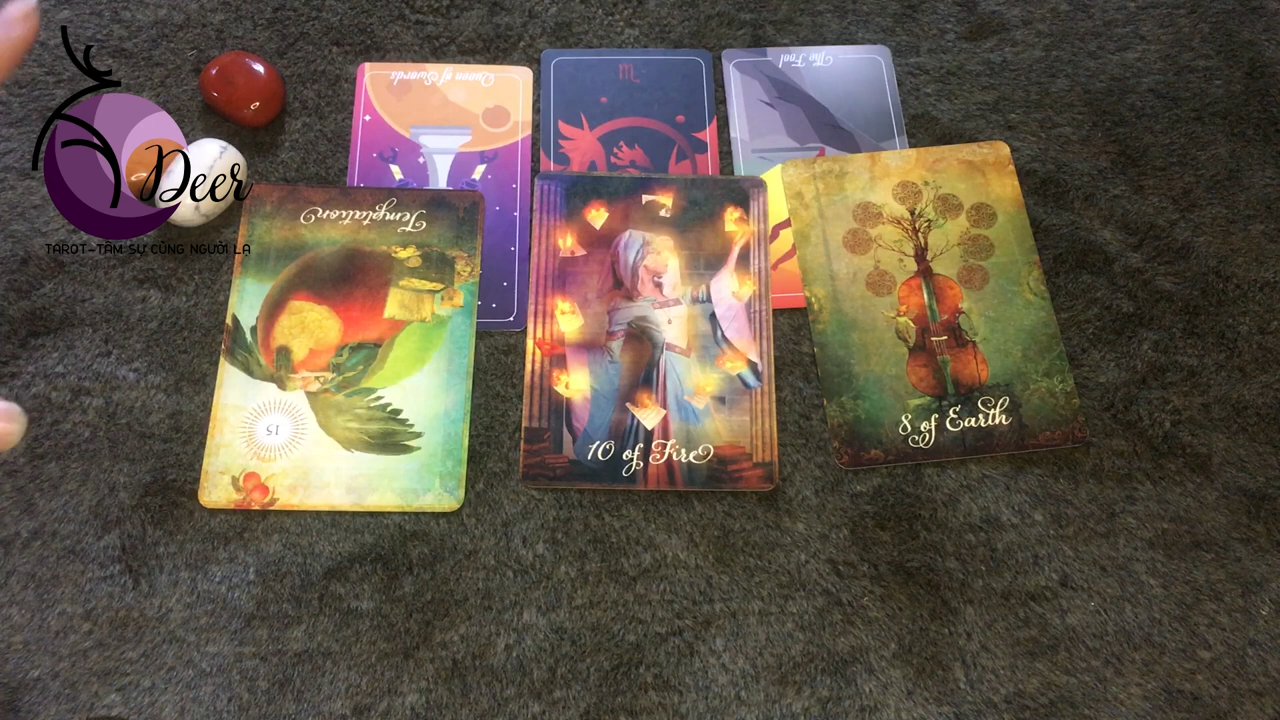 Queen of Swords
♏
The Fool
Deer
TAROT-TÂM SỰ CÙNG NGƯỜI LẠ
Temptation
15
10 of Fire
8 of Earth